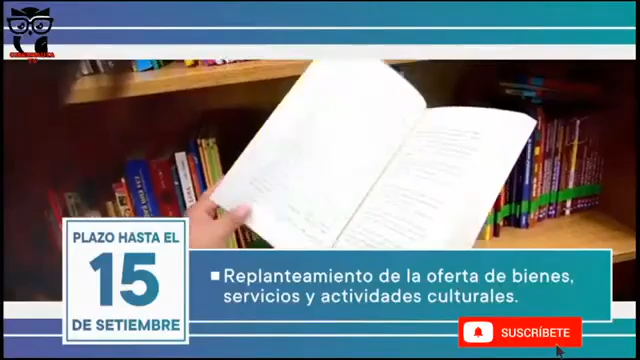 PLAZO HASTA EL
15
DE SETIEMBRE
▪Replanteamiento de la oferta de bienes,
servicios y actividades culturales.
SUSCRÍBETE